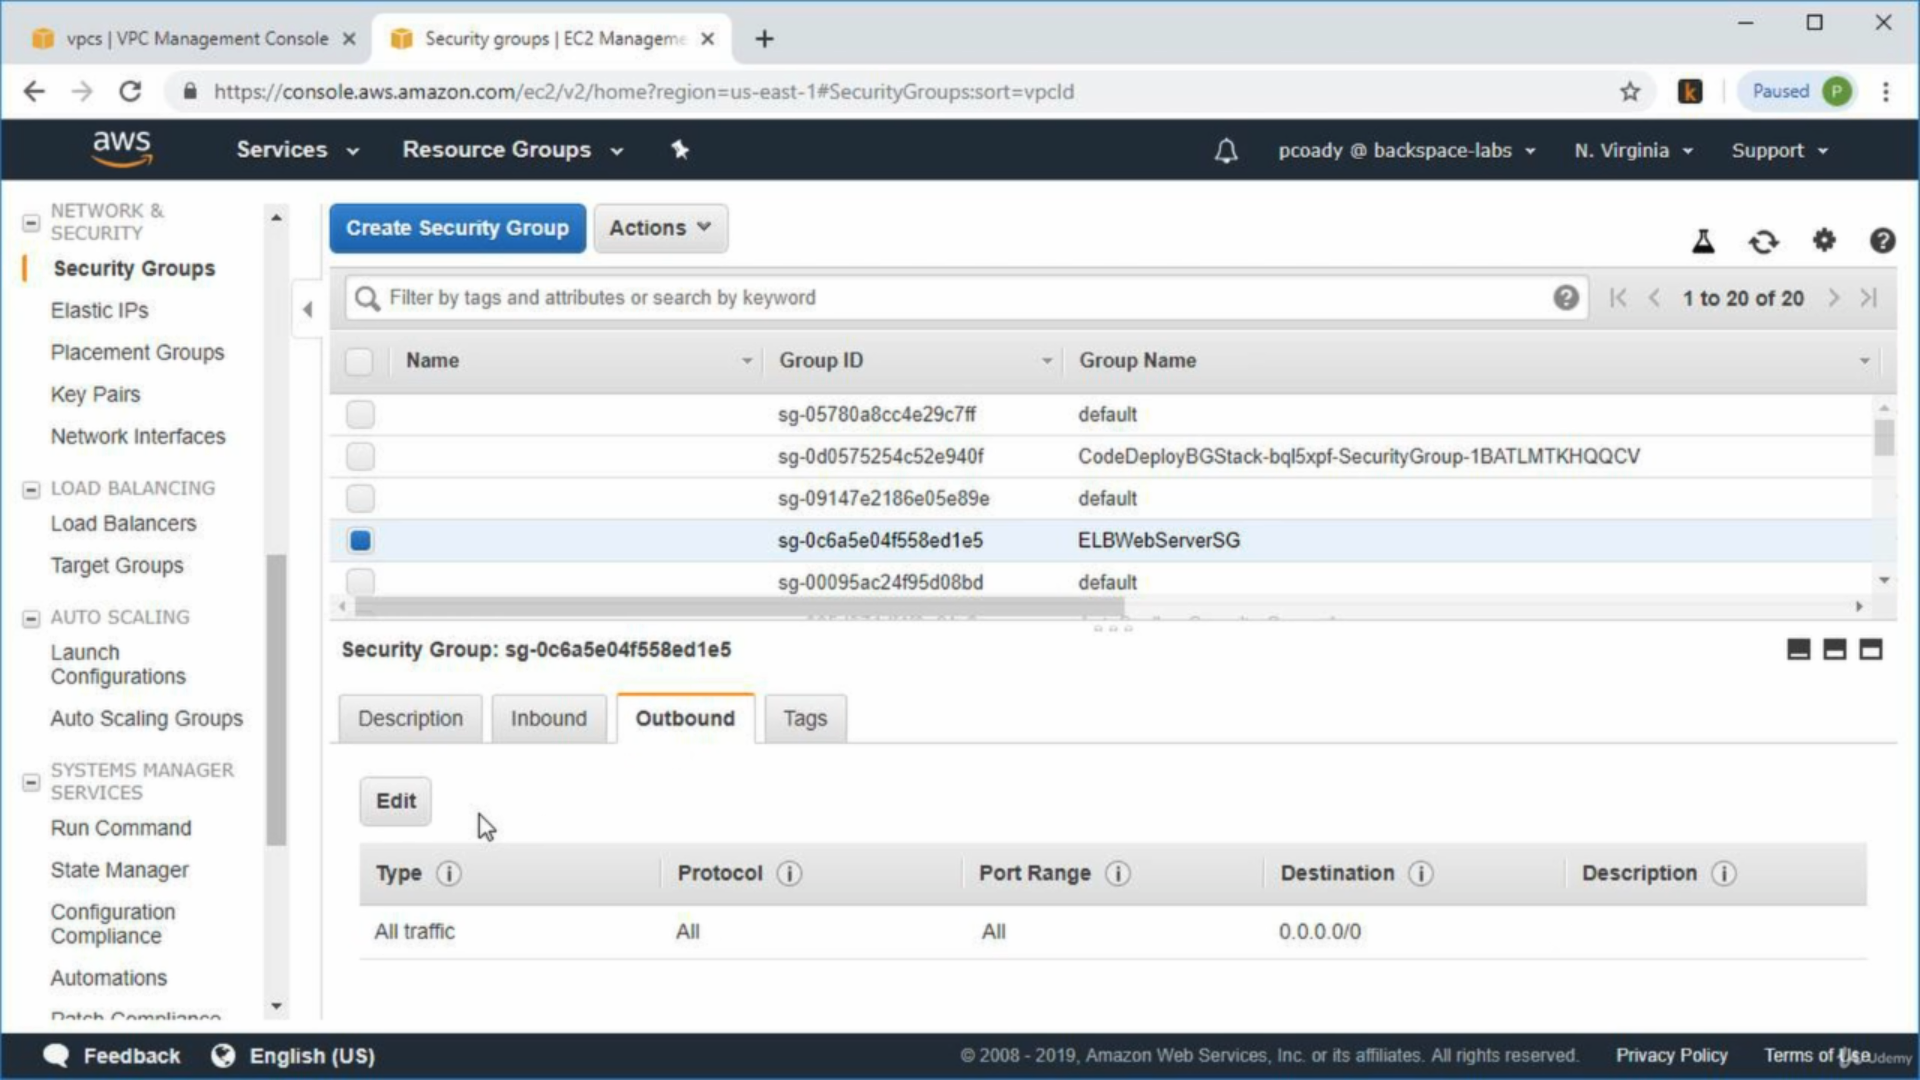 vpcs | VPC Management Console
Security groups | EC2 Manageme
https://console.aws.amazon.com/ec2/v2/home?region=us-east-1#SecurityGroups:sort=vpcId
k
Paused P
aws
Services
Resource Groups
pcoady @ backspace-labs
N. Virginia
Support
NETWORK &
SECURITY
Security Groups
Elastic IPs
Placement Groups
Key Pairs
Network Interfaces
LOAD BALANCING
Load Balancers
Target Groups
AUTO SCALING
Launch
Configurations
Auto Scaling Groups
SYSTEMS MANAGER
SERVICES
Run Command
State Manager
Configuration
Compliance
Automations
Patch Compliance
Create Security Group
Actions
Filter by tags and attributes or search by keyword
1 to 20 of 20
Name Group ID Group Name
sg-05780a8cc4e29c7ff default
sg-0d0575254c52e940f CodeDeployBGStack-bql5xpf-SecurityGroup-1BATLMTKHQQCV
sg-09147e2186e05e89e default
sg-0c6a5e04f558ed1e5 ELBWebServerSG
sg-00095ac24f95d08bd default
Security Group: sg-0c6a5e04f558ed1e5
Description Inbound Outbound Tags
Edit
Type Protocol Port Range Destination Description
All traffic All All 0.0.0.0/0
Feedback
English (US)
© 2008 - 2019, Amazon Web Services, Inc. or its affiliates. All rights reserved.
Privacy Policy
Terms of Use
Udemy